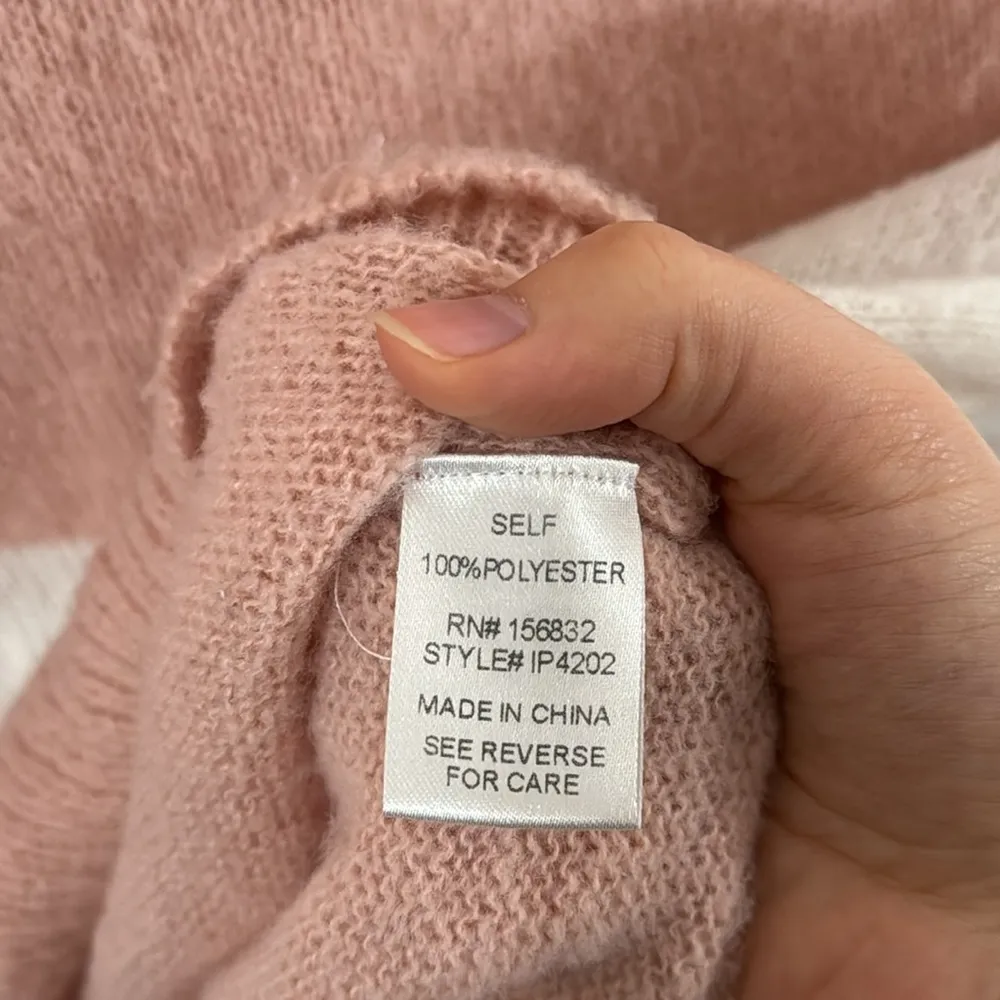 SELF
100%POLYESTER
RN# 156832
STYLE# IP4202
MADE IN CHINA
SEE REVERSE
FOR CARE